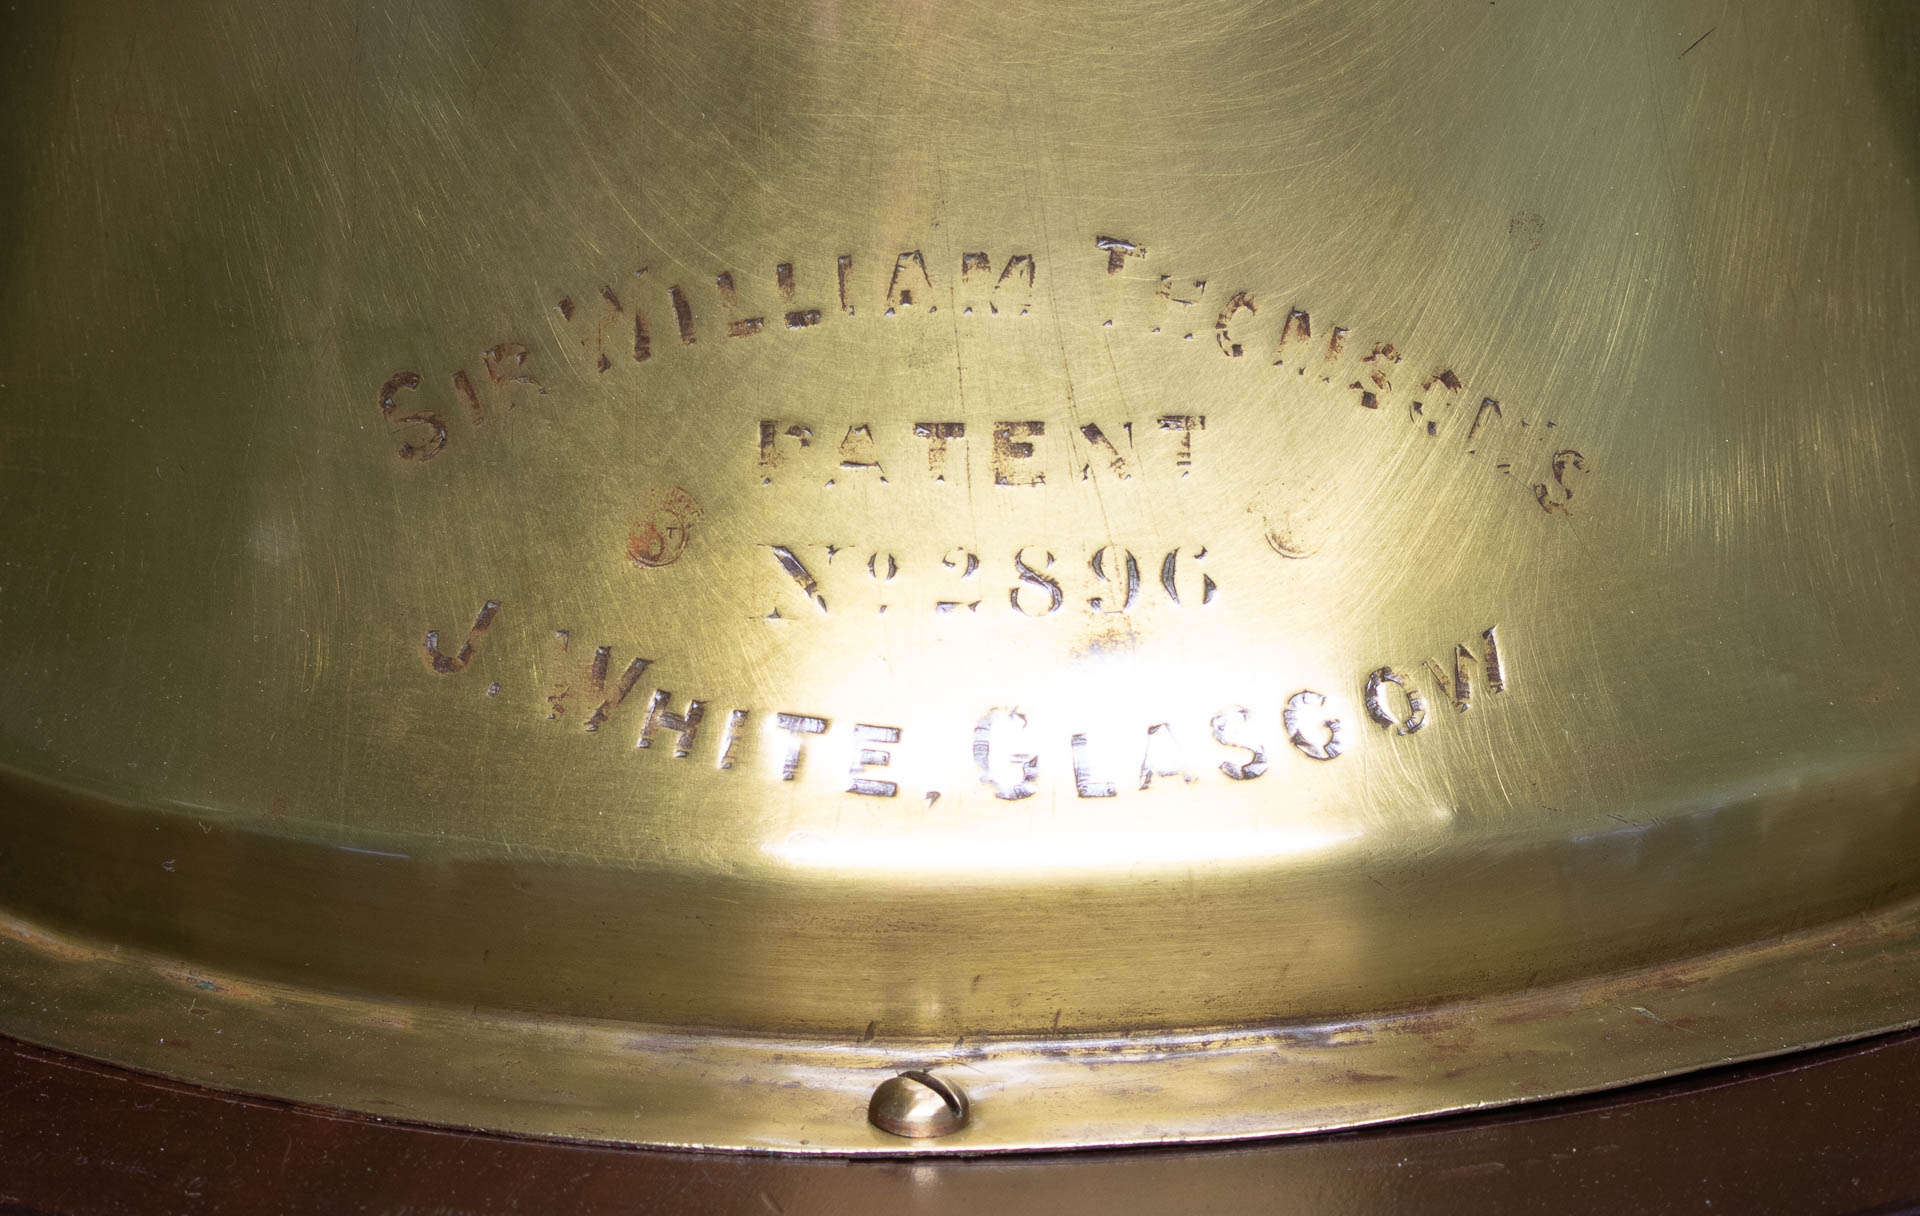 SIR WILLIAM THOMSON'S
PATENT
Nº 2896
J. WHITE, GLASGOW